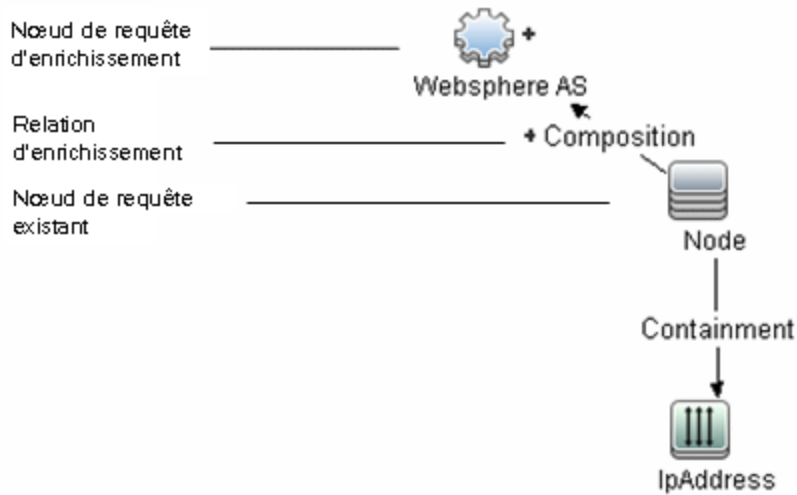 Nœud de requête
d'enrichissement
+
Websphere AS
Relation
d'enrichissement
+ Composition
Nœud de requête
existant
Node
Containment
IpAddress